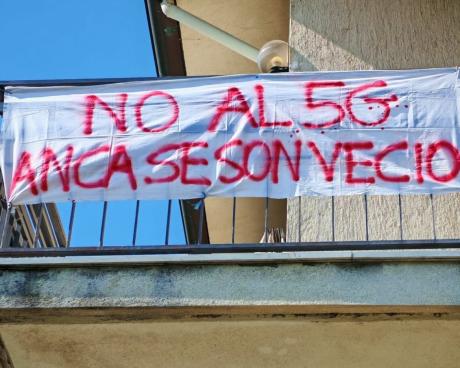 NO AL 5G
ANCA SE SON VECIO